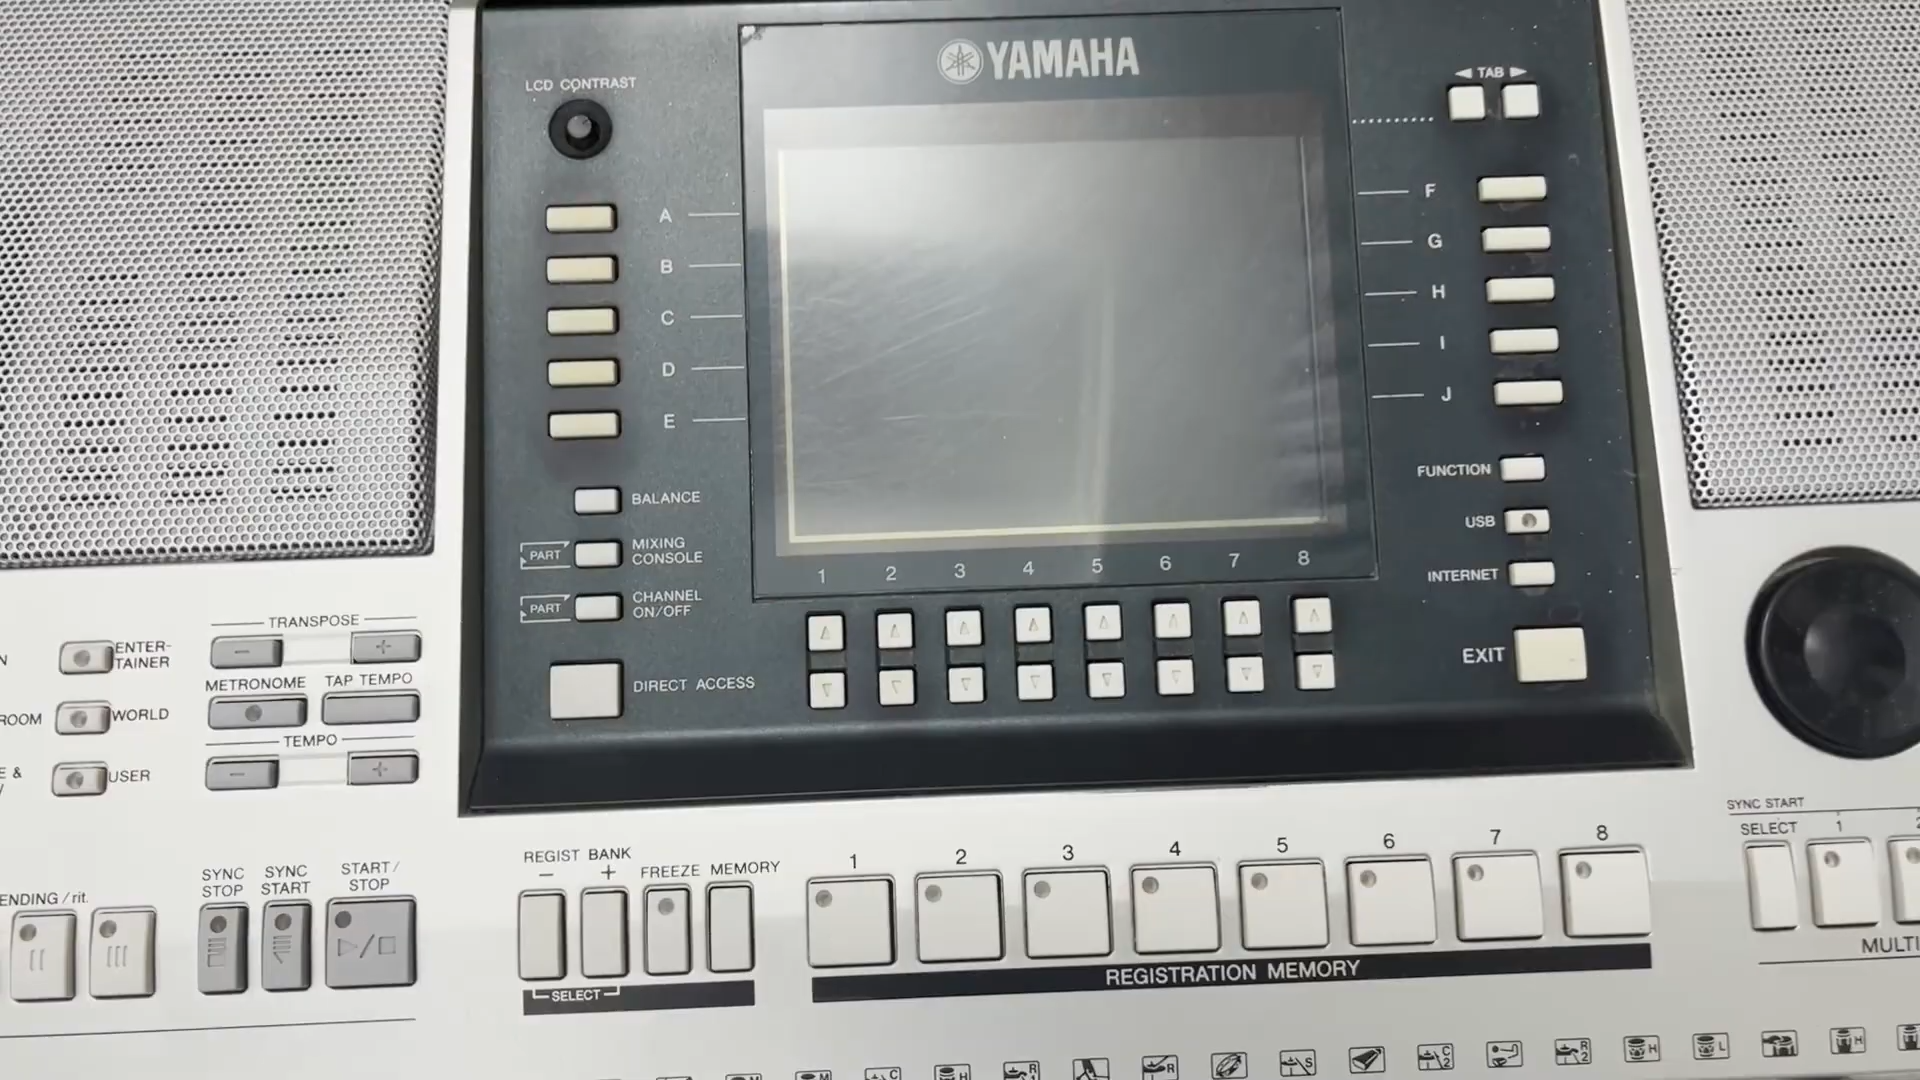 YAMAHA
LCD CONTRAST
◄ TAB ►
A
B
C
D
E
F
G
H
I
J
BALANCE
PART
MIXING
CONSOLE
PART
CHANNEL
ON/OFF
DIRECT ACCESS
1 2 3 4 5 6 7 8
FUNCTION
USB
INTERNET
EXIT
ENTER-
TAINER
ROOM
WORLD
USER
TRANSPOSE
− +
METRONOME TAP TEMPO
TEMPO
− +
ENDING / rit.
SYNC
STOP
SYNC
START
START /
STOP
REGIST BANK
− + FREEZE MEMORY
SELECT
1 2 3 4 5 6 7 8
REGISTRATION MEMORY
SYNC START
SELECT 1
MULTI